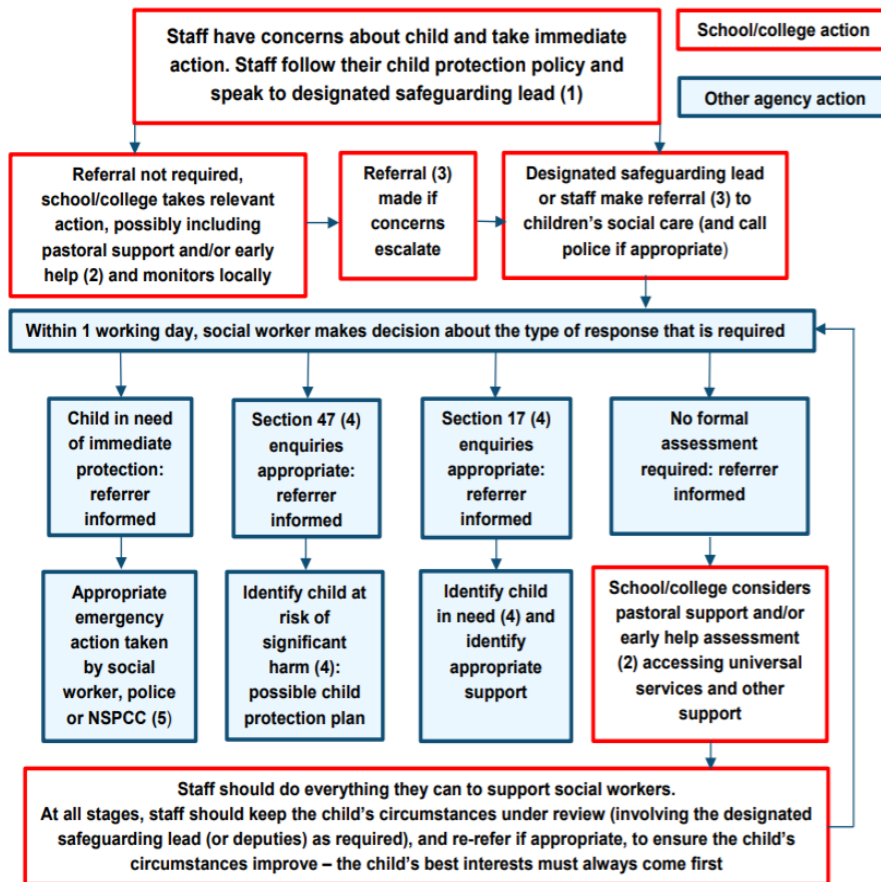 Staff have concerns about child and take immediate
action. Staff follow their child protection policy and
speak to designated safeguarding lead (1)
School/college action
Other agency action
Referral not required,
school/college takes relevant
action, possibly including
pastoral support and/or early
help (2) and monitors locally
Referral (3)
made if
concerns
escalate
Designated safeguarding lead
or staff make referral (3) to
children’s social care (and call
police if appropriate)
Within 1 working day, social worker makes decision about the type of response that is required
Child in need
of immediate
protection:
referrer
informed
Section 47 (4)
enquiries
appropriate:
referrer
informed
Section 17 (4)
enquiries
appropriate:
referrer
informed
No formal
assessment
required: referrer
informed
Appropriate
emergency
action taken
by social
worker, police
or NSPCC (5)
Identify child at
risk of
significant
harm (4):
possible child
protection plan
Identify child
in need (4) and
identify
appropriate
support
School/college considers
pastoral support and/or
early help assessment
(2) accessing universal
services and other
support
Staff should do everything they can to support social workers.
At all stages, staff should keep the child’s circumstances under review (involving the designated
safeguarding lead (or deputies) as required), and re-refer if appropriate, to ensure the child’s
circumstances improve – the child’s best interests must always come first